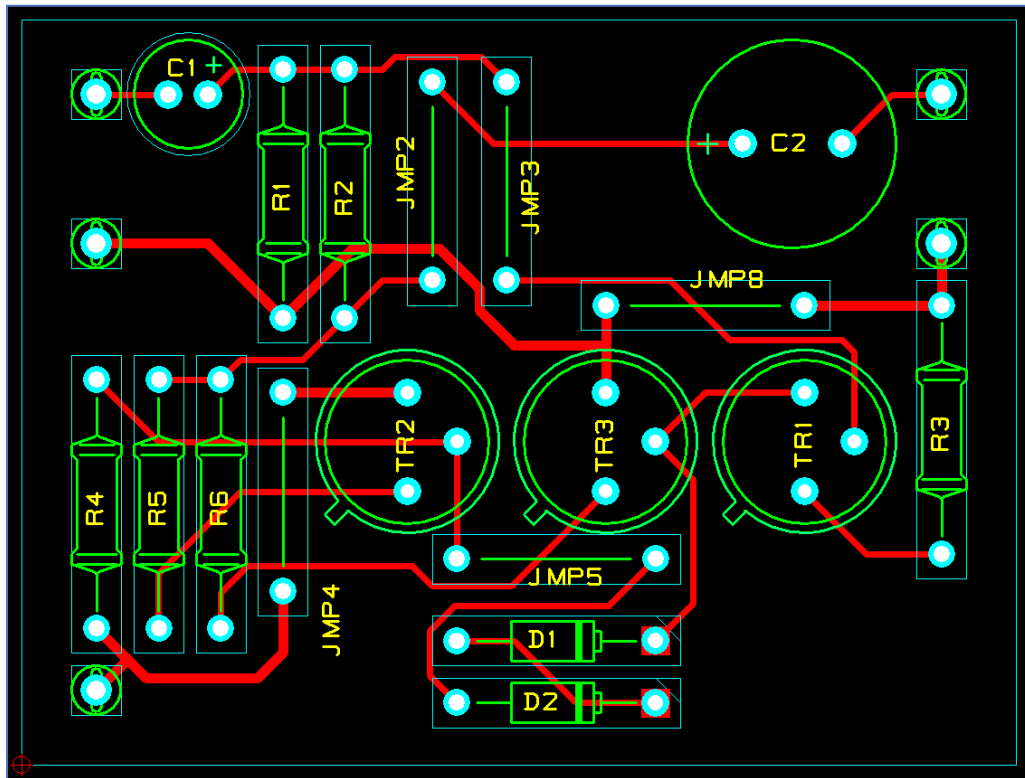 C1 +
+ C2
R1
R2
JMP2
JMP3
JMP8
TR2
TR3
TR1
R3
R4
R5
R6
JMP4
JMP5
D1
D2